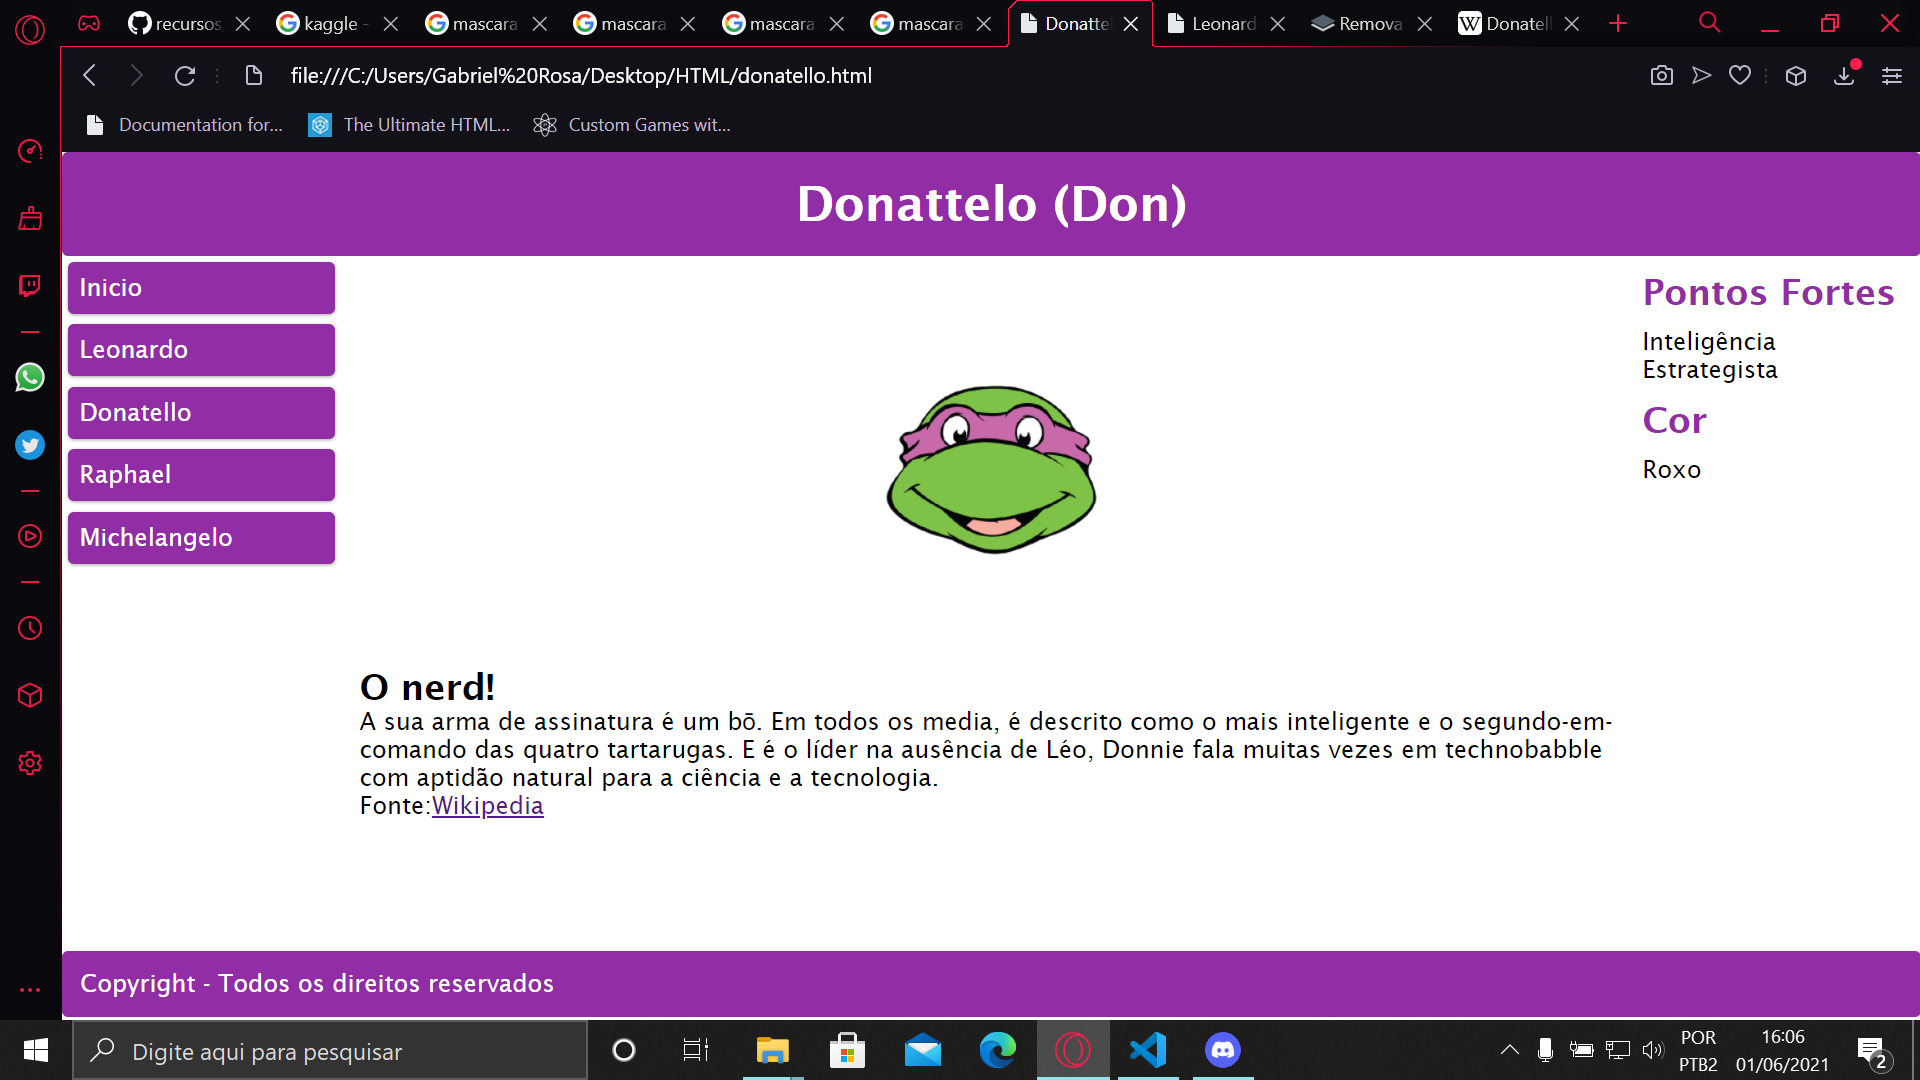 recursos
kaggle -
mascara
mascara
mascara
mascara
Donatte
Leonard
Remova
W Donatell
file:///C:/Users/Gabriel%20Rosa/Desktop/HTML/donatello.html
Documentation for...
The Ultimate HTML...
Custom Games wit...
Donattelo (Don)
Inicio
Leonardo
Donatello
Raphael
Michelangelo
Pontos Fortes
Inteligência
Estrategista
Cor
Roxo
O nerd!
A sua arma de assinatura é um bō. Em todos os media, é descrito como o mais inteligente e o segundo-em-
comando das quatro tartarugas. E é o líder na ausência de Léo, Donnie fala muitas vezes em technobabble
com aptidão natural para a ciência e a tecnologia.
Fonte:Wikipedia
Copyright - Todos os direitos reservados
Digite aqui para pesquisar
POR
PTB2
16:06
01/06/2021
2